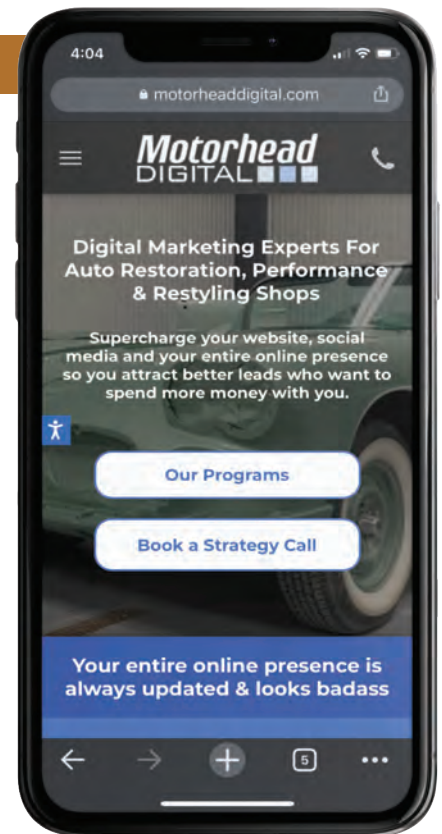 4:04
motorheaddigital.com
Motorhead
DIGITAL
Digital Marketing Experts For
Auto Restoration, Performance
& Restyling Shops
Supercharge your website, social
media and your entire online presence
so you attract better leads who want to
spend more money with you.
Our Programs
Book a Strategy Call
Your entire online presence is
always updated & looks badass
5